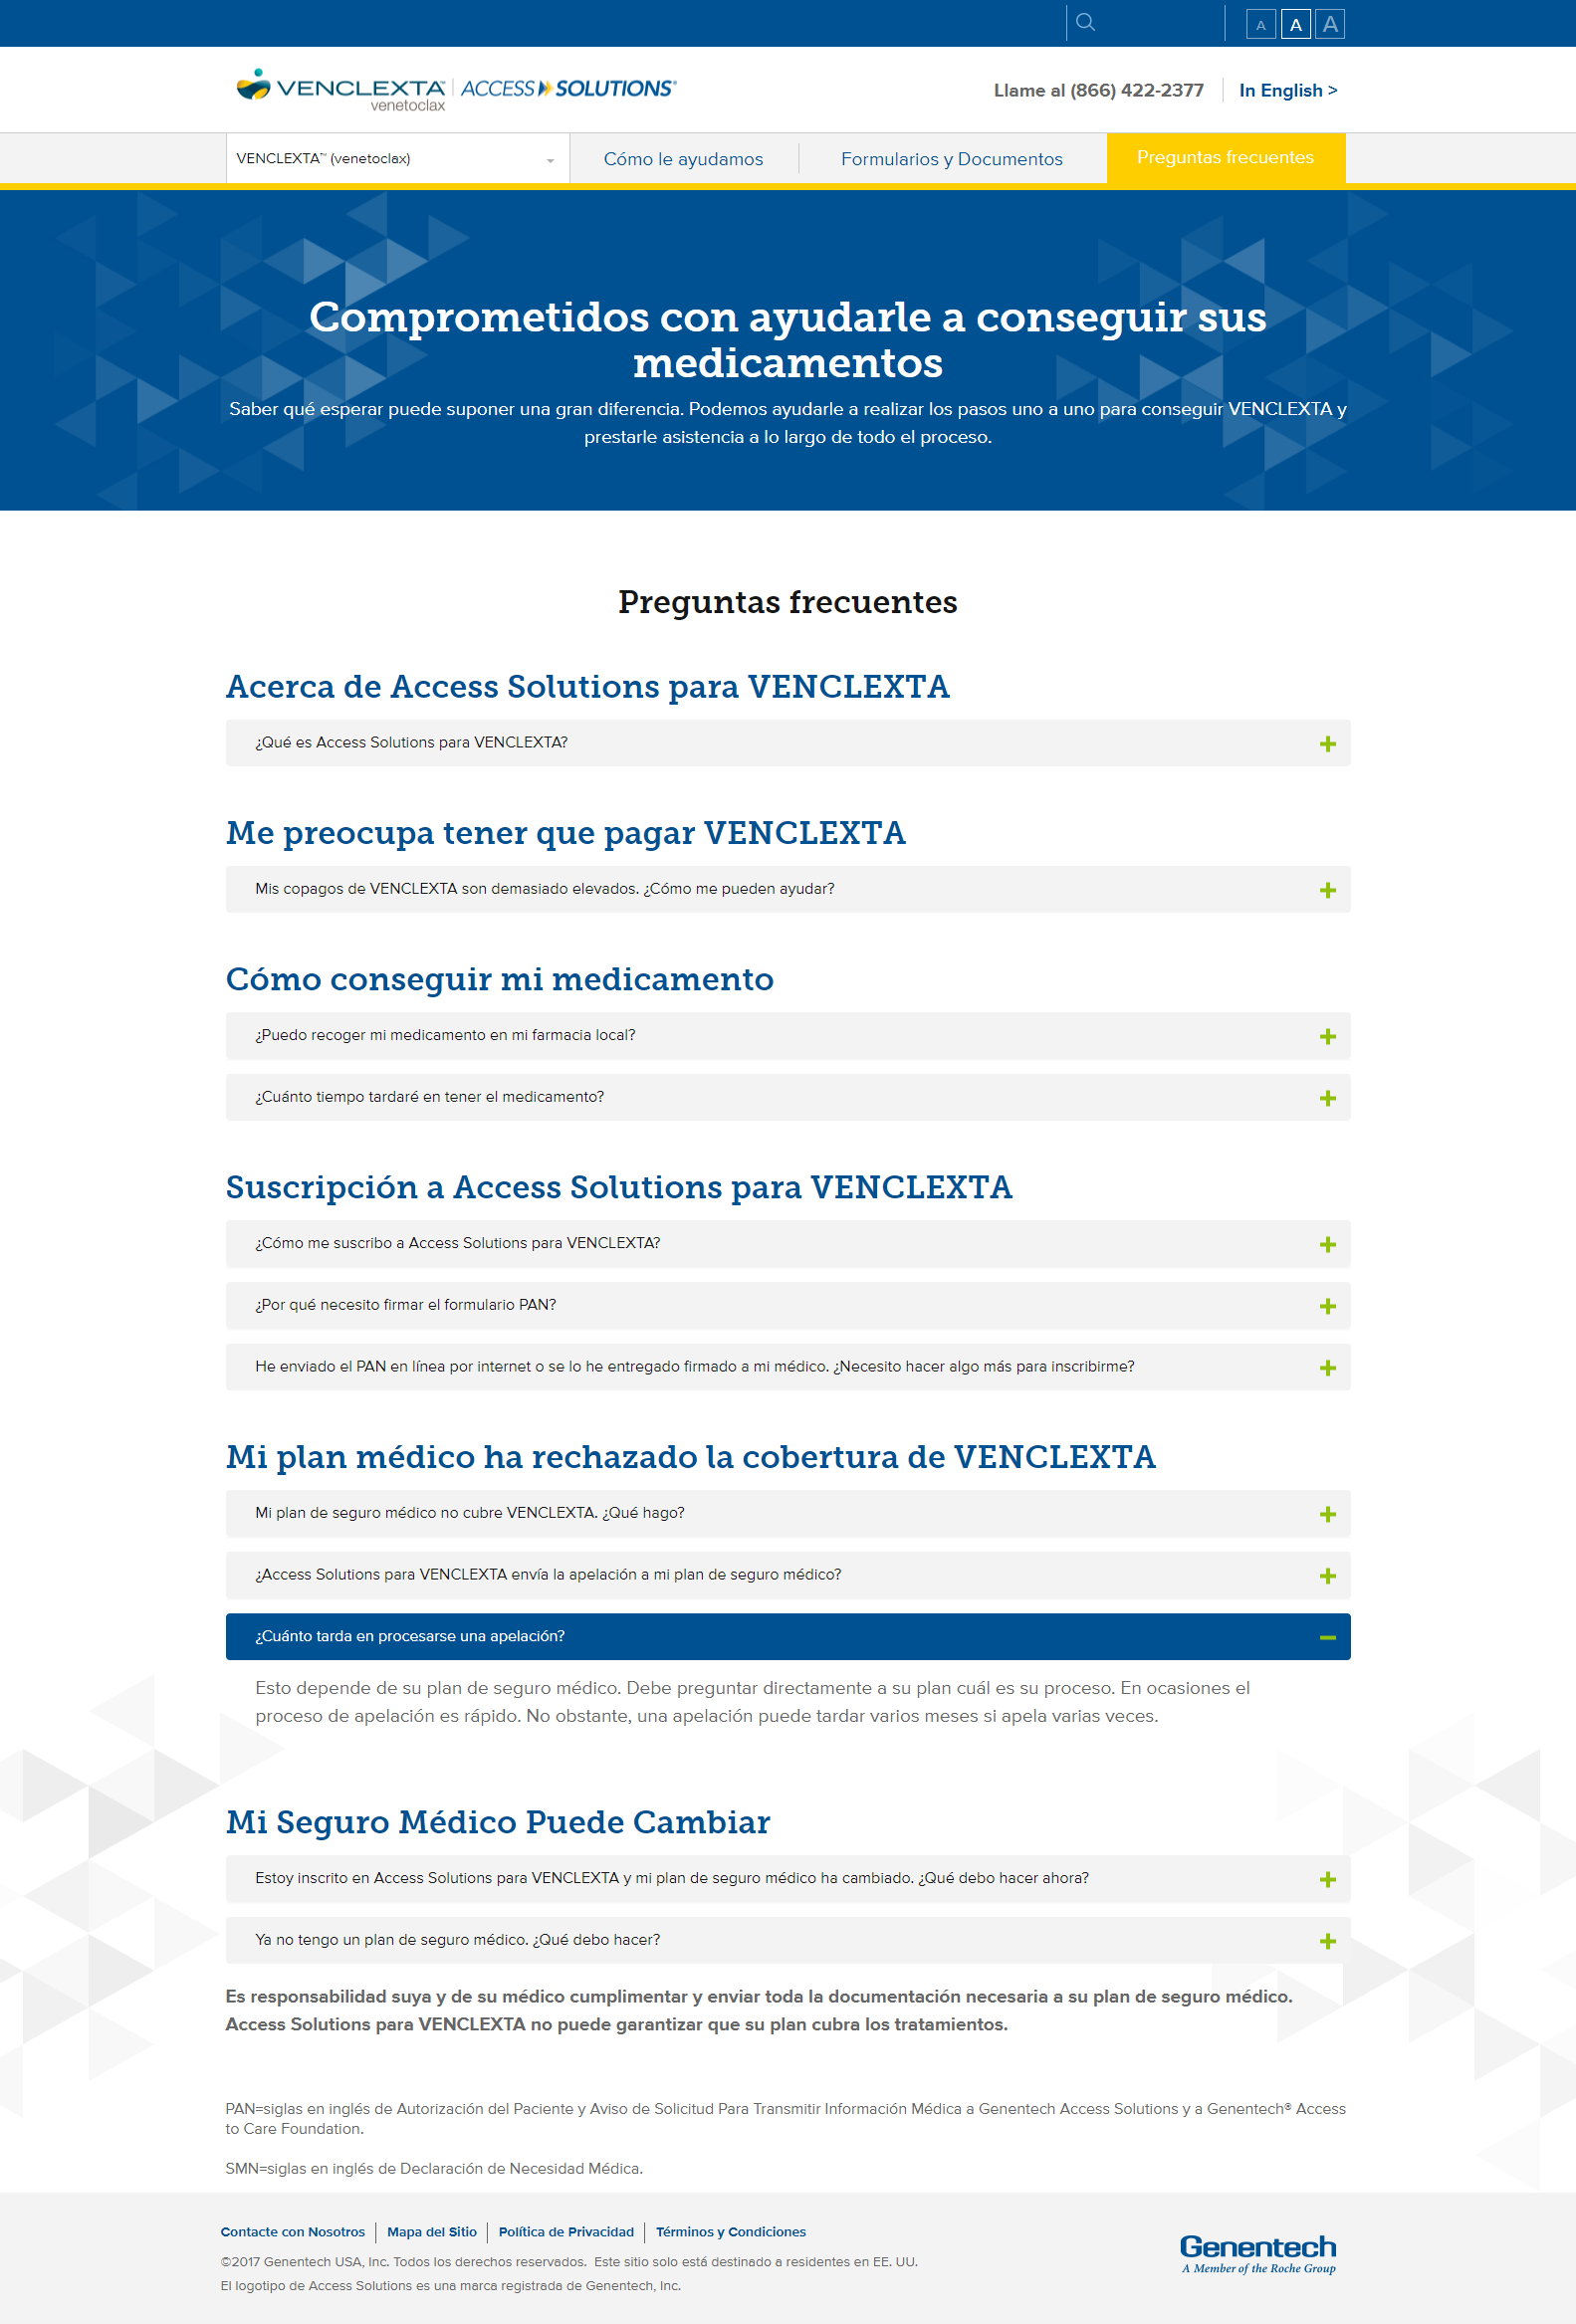 A A A
VENCLEXTA™ | ACCESS SOLUTIONS®
venetoclax
Llame al (866) 422-2377
In English >
VENCLEXTA™ (venetoclax)
Cómo le ayudamos
Formularios y Documentos
Preguntas frecuentes
Comprometidos con ayudarle a conseguir sus
medicamentos
Saber qué esperar puede suponer una gran diferencia. Podemos ayudarle a realizar los pasos uno a uno para conseguir VENCLEXTA y
prestarle asistencia a lo largo de todo el proceso.
Preguntas frecuentes
Acerca de Access Solutions para VENCLEXTA
¿Qué es Access Solutions para VENCLEXTA?
Me preocupa tener que pagar VENCLEXTA
Mis copagos de VENCLEXTA son demasiado elevados. ¿Cómo me pueden ayudar?
Cómo conseguir mi medicamento
¿Puedo recoger mi medicamento en mi farmacia local?
¿Cuánto tiempo tardaré en tener el medicamento?
Suscripción a Access Solutions para VENCLEXTA
¿Cómo me suscribo a Access Solutions para VENCLEXTA?
¿Por qué necesito firmar el formulario PAN?
He enviado el PAN en línea por internet o se lo he entregado firmado a mi médico. ¿Necesito hacer algo más para inscribirme?
Mi plan médico ha rechazado la cobertura de VENCLEXTA
Mi plan de seguro médico no cubre VENCLEXTA. ¿Qué hago?
¿Access Solutions para VENCLEXTA envía la apelación a mi plan de seguro médico?
¿Cuánto tarda en procesarse una apelación?
Esto depende de su plan de seguro médico. Debe preguntar directamente a su plan cuál es su proceso. En ocasiones el
proceso de apelación es rápido. No obstante, una apelación puede tardar varios meses si apela varias veces.
Mi Seguro Médico Puede Cambiar
Estoy inscrito en Access Solutions para VENCLEXTA y mi plan de seguro médico ha cambiado. ¿Qué debo hacer ahora?
Ya no tengo un plan de seguro médico. ¿Qué debo hacer?
Es responsabilidad suya y de su médico cumplimentar y enviar toda la documentación necesaria a su plan de seguro médico.
Access Solutions para VENCLEXTA no puede garantizar que su plan cubra los tratamientos.
PAN=siglas en inglés de Autorización del Paciente y Aviso de Solicitud Para Transmitir Información Médica a Genentech Access Solutions y a Genentech® Access
to Care Foundation.
SMN=siglas en inglés de Declaración de Necesidad Médica.
Contacte con Nosotros | Mapa del Sitio | Política de Privacidad | Términos y Condiciones
©2017 Genentech USA, Inc. Todos los derechos reservados. Este sitio solo está destinado a residentes en EE. UU.
El logotipo de Access Solutions es una marca registrada de Genentech, Inc.
Genentech
A Member of the Roche Group